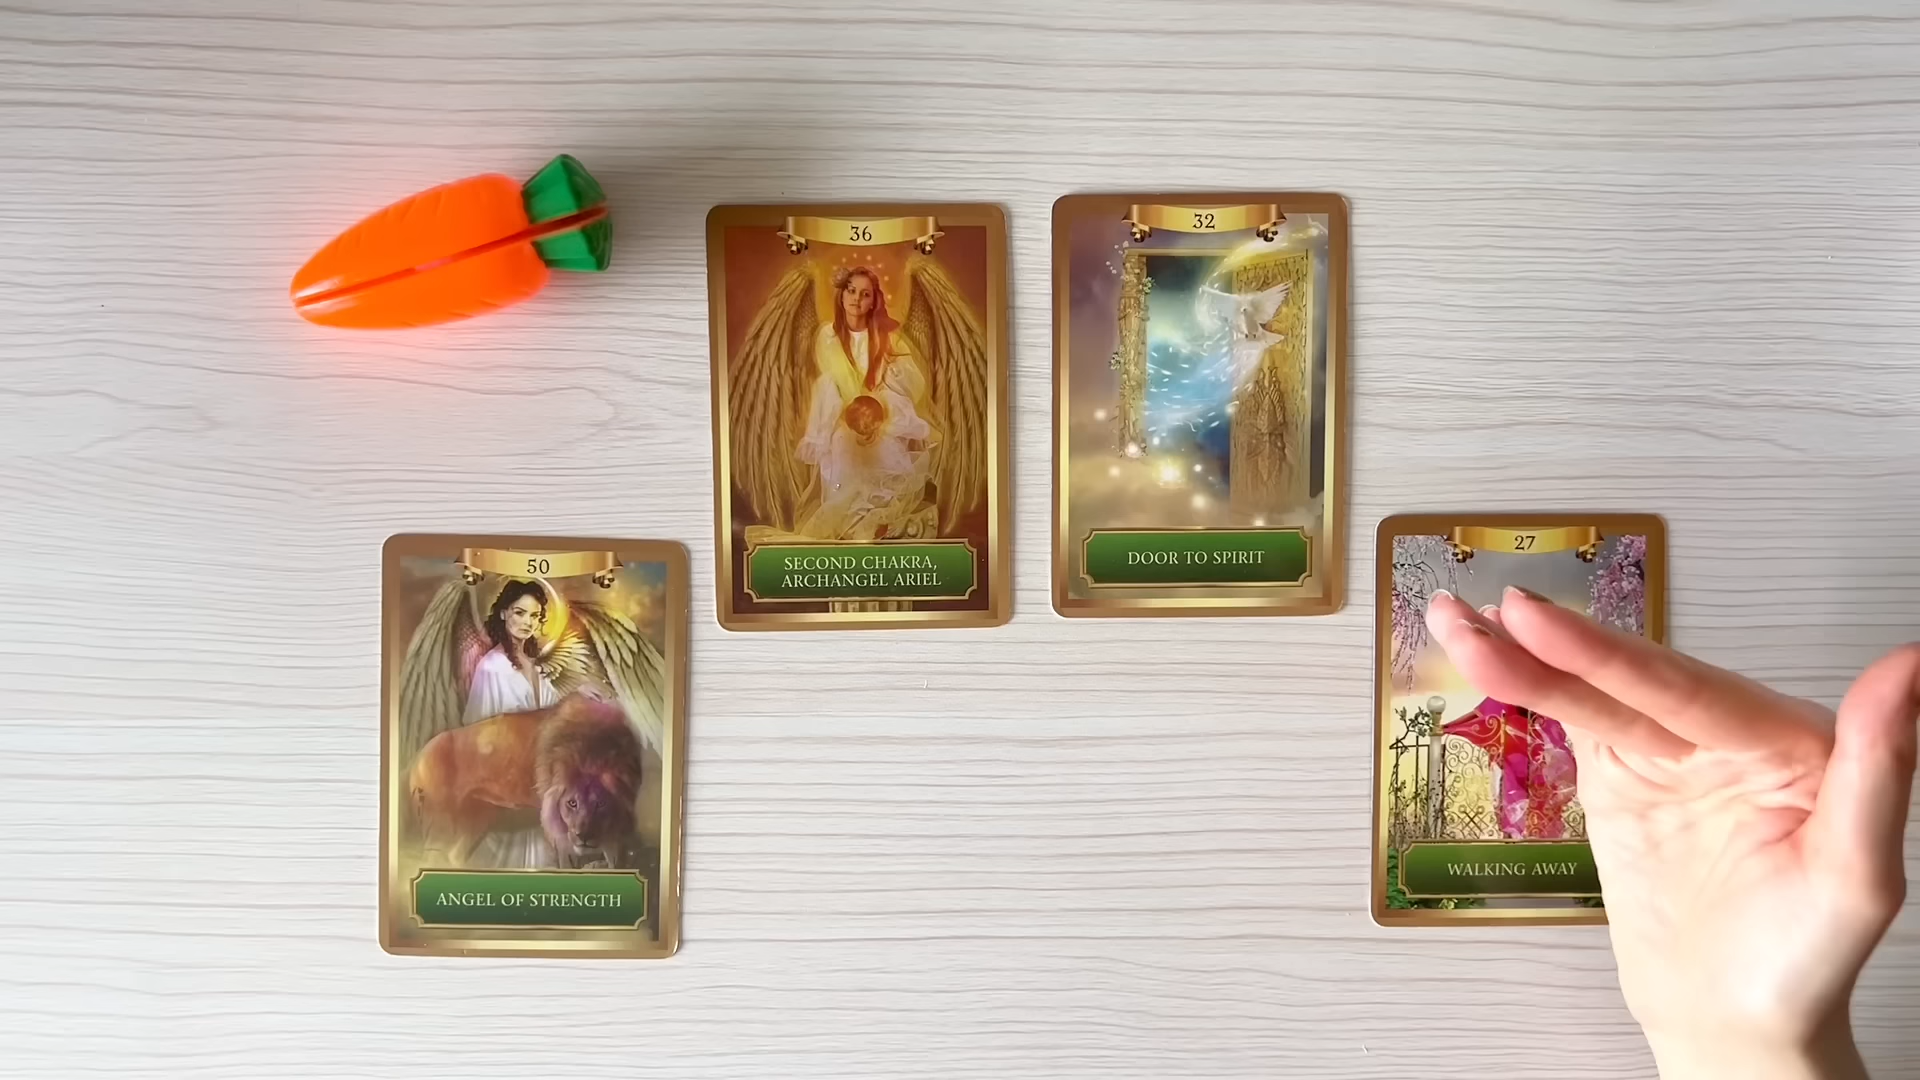 36
SECOND CHAKRA,
ARCHANGEL ARIEL
32
DOOR TO SPIRIT
50
ANGEL OF STRENGTH
27
WALKING AWAY